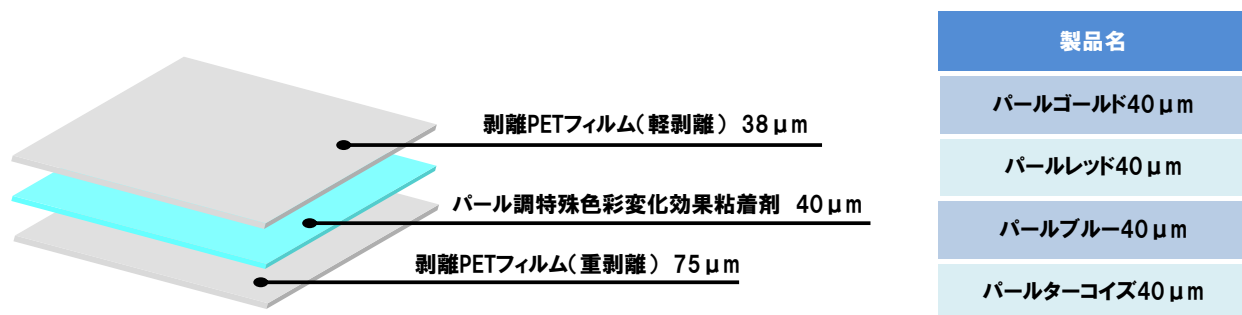 剥離PETフィルム(軽剥離) 38μm
パール調特殊色彩変化効果粘着剤 40μm
剥離PETフィルム(重剥離) 75μm
製品名
パールゴールド40μm
パールレッド40μm
パールブルー40μm
パールターコイズ40μm